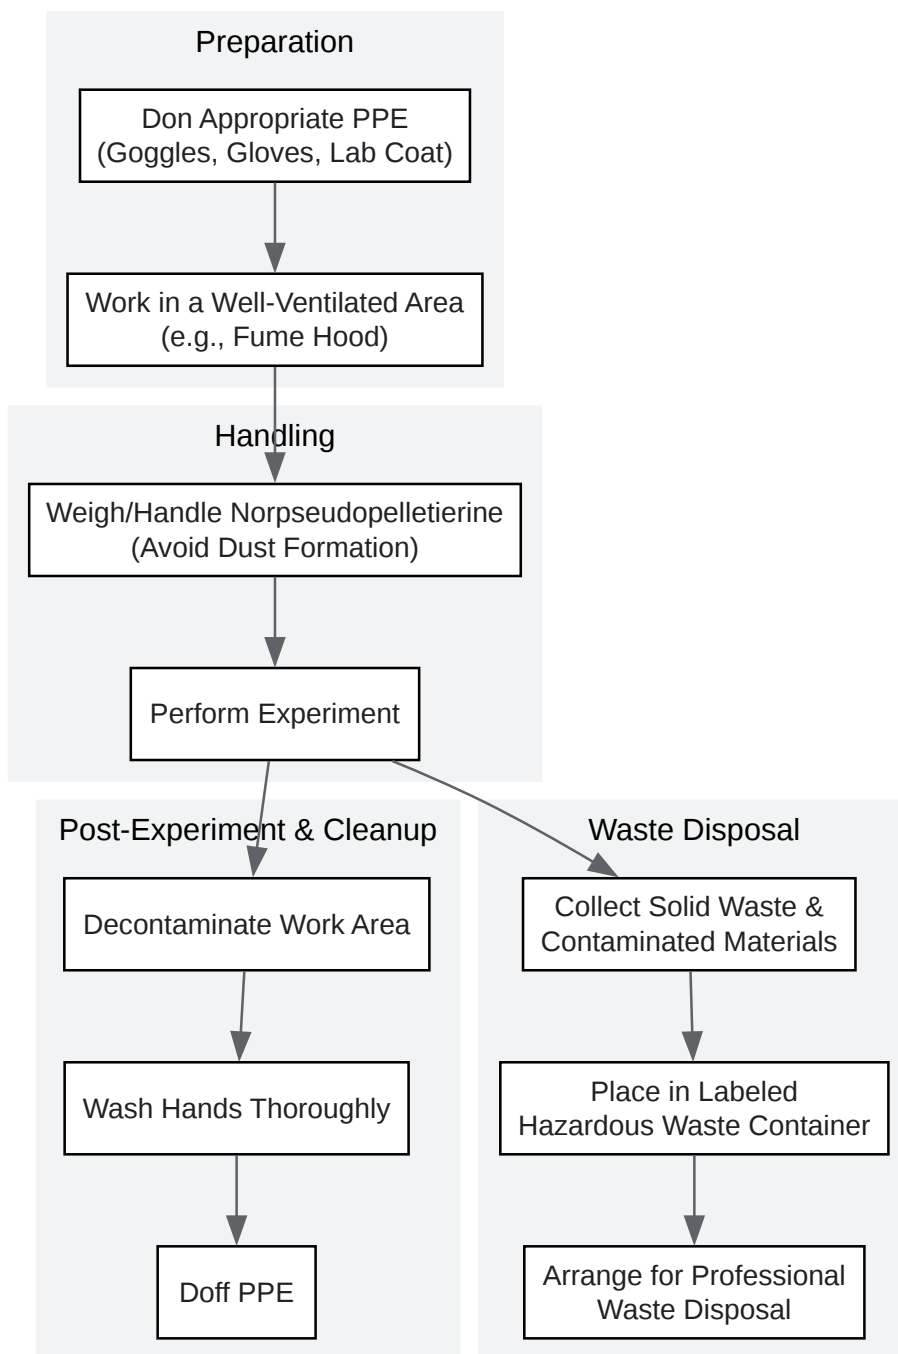 Preparation
Don Appropriate PPE
(Goggles, Gloves, Lab Coat)
Work in a Well-Ventilated Area
(e.g., Fume Hood)
Handling
Weigh/Handle Norpseudopelletierine
(Avoid Dust Formation)
Perform Experiment
Post-Experiment & Cleanup
Decontaminate Work Area
Wash Hands Thoroughly
Doff PPE
Waste Disposal
Collect Solid Waste &
Contaminated Materials
Place in Labeled
Hazardous Waste Container
Arrange for Professional
Waste Disposal